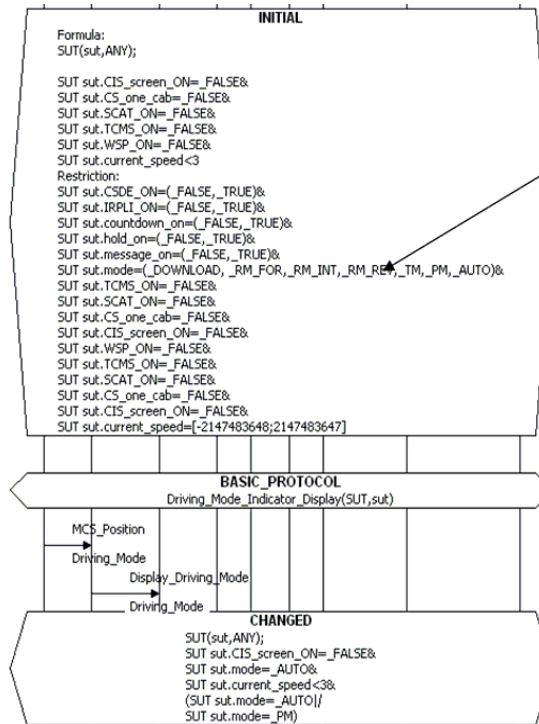 INITIAL
Formula:
SUT(sut,ANY);
SUT sut.CIS_screen_ON=_FALSE&
SUT sut.CS_one_cab=_FALSE&
SUT sut.SCAT_ON=_FALSE&
SUT sut.TCMS_ON=_FALSE&
SUT sut.WSP_ON=_FALSE&
SUT sut.current_speed<3
Restriction:
SUT sut.CSDE_ON=(_FALSE,_TRUE)&
SUT sut.IRPLI_ON=(_FALSE,_TRUE)&
SUT sut.countdown_on=(_FALSE,_TRUE)&
SUT sut.hold_on=(_FALSE,_TRUE)&
SUT sut.message_on=(_FALSE,_TRUE)&
SUT sut.mode=(_DOWNLOAD, _RM_FOR,_RM_INT,_RM_REV,_TM,_PM,_AUTO)&
SUT sut.TCMS_ON=_FALSE&
SUT sut.SCAT_ON=_FALSE&
SUT sut.CS_one_cab=_FALSE&
SUT sut.CIS_screen_ON=_FALSE&
SUT sut.WSP_ON=_FALSE&
SUT sut.TCMS_ON=_FALSE&
SUT sut.SCAT_ON=_FALSE&
SUT sut.CS_one_cab=_FALSE&
SUT sut.CIS_screen_ON=_FALSE&
SUT sut.current_speed=[-2147483648;2147483647]
BASIC_PROTOCOL
Driving_Mode_Indicator_Display(SUT,sut)
MCS_Position
Driving_Mode
Display_Driving_Mode
Driving_Mode
CHANGED
SUT(sut,ANY);
SUT sut.CIS_screen_ON=_FALSE&
SUT sut.mode=_AUTO&
SUT sut.current_speed<3&
(SUT sut.mode=_AUTO||
SUT sut.mode=_PM)